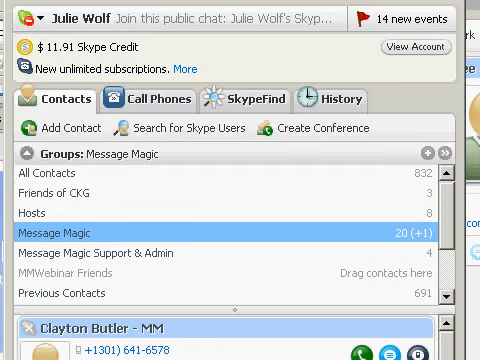 Julie Wolf Join this public chat: Julie Wolf's Skyp... 14 new events
$ 11.91 Skype Credit View Account
New unlimited subscriptions. More
Contacts Call Phones SkypeFind History
Add Contact Search for Skype Users Create Conference
Groups: Message Magic
All Contacts 832
Friends of CKG 3
Hosts 8
Message Magic 20 (+1)
Message Magic Support & Admin 4
MMWebinar Friends Drag contacts here
Previous Contacts 691
Clayton Butler - MM
+1301) 641-6578